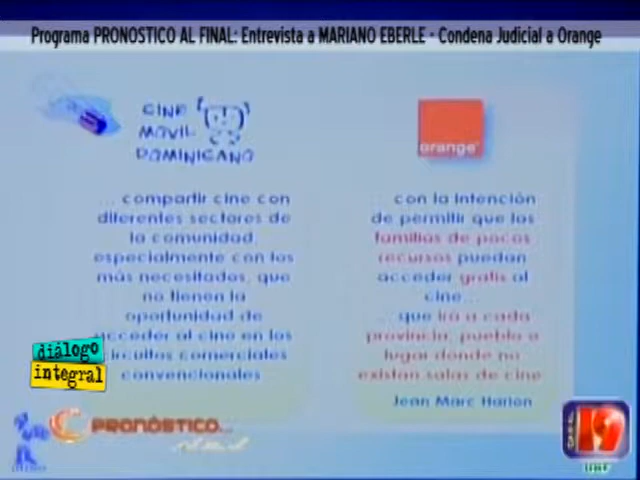 Programa PRONOSTICO AL FINAL: Entrevista a MARIANO EBERLE - Condena Judicial a Orange
CINE
MOVIL
DOMINICANO
orange
... compartir cine con
diferentes sectores de
la comunidad,
especialmente con los
más necesitados, que
no tienen la
oportunidad de
acceder al cine en los
circuitos comerciales
convencionales
con la intención
de permitir que las
familias de pocos
recursos puedan
acceder gratis al
cine...
...que irá a cada
provincia, pueblo o
lugar donde no
existan salas de cine
Jean Marc Harion
diálogo
integral
PRONÓSTICO...
19